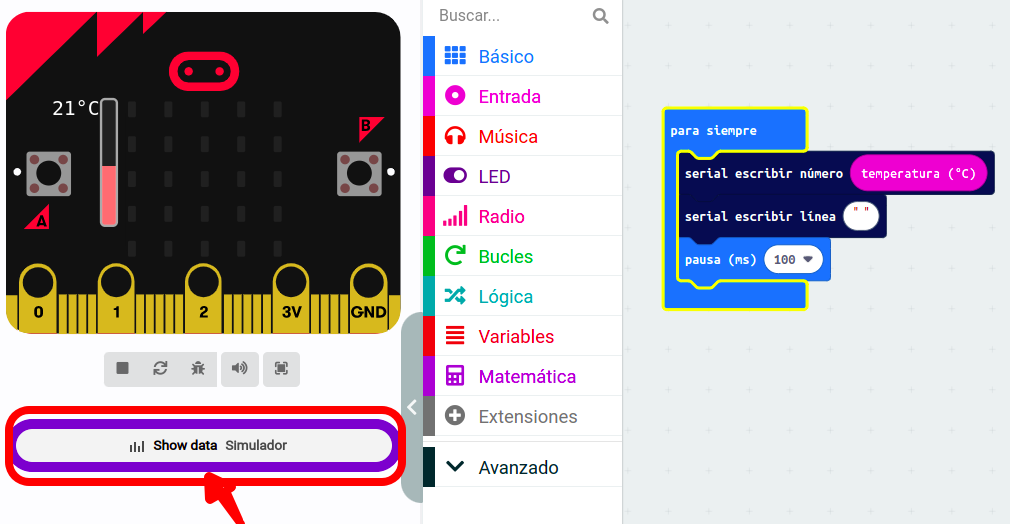 21°C
B
A
0
1
2
3V
GND
Show data Simulador
Buscar...
Básico
Entrada
Música
LED
Radio
Bucles
Lógica
Variables
Matemática
Extensiones
Avanzado
para siempre
serial escribir número temperatura (°C)
serial escribir línea " "
pausa (ms) 100